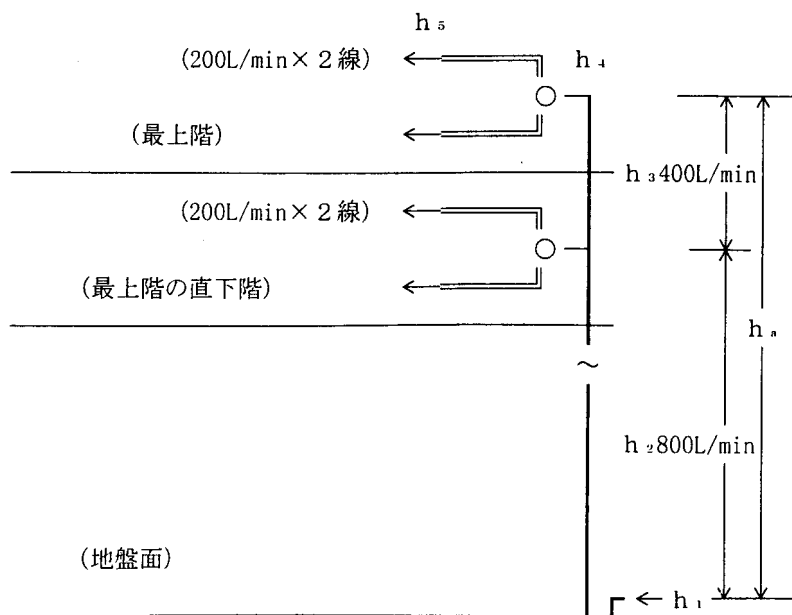 h₅
(200L/min×2線)
h₄
(最上階)
h₃400L/min
(200L/min×2線)
(最上階の直下階)
hₐ
h₂800L/min
(地盤面)
h₁